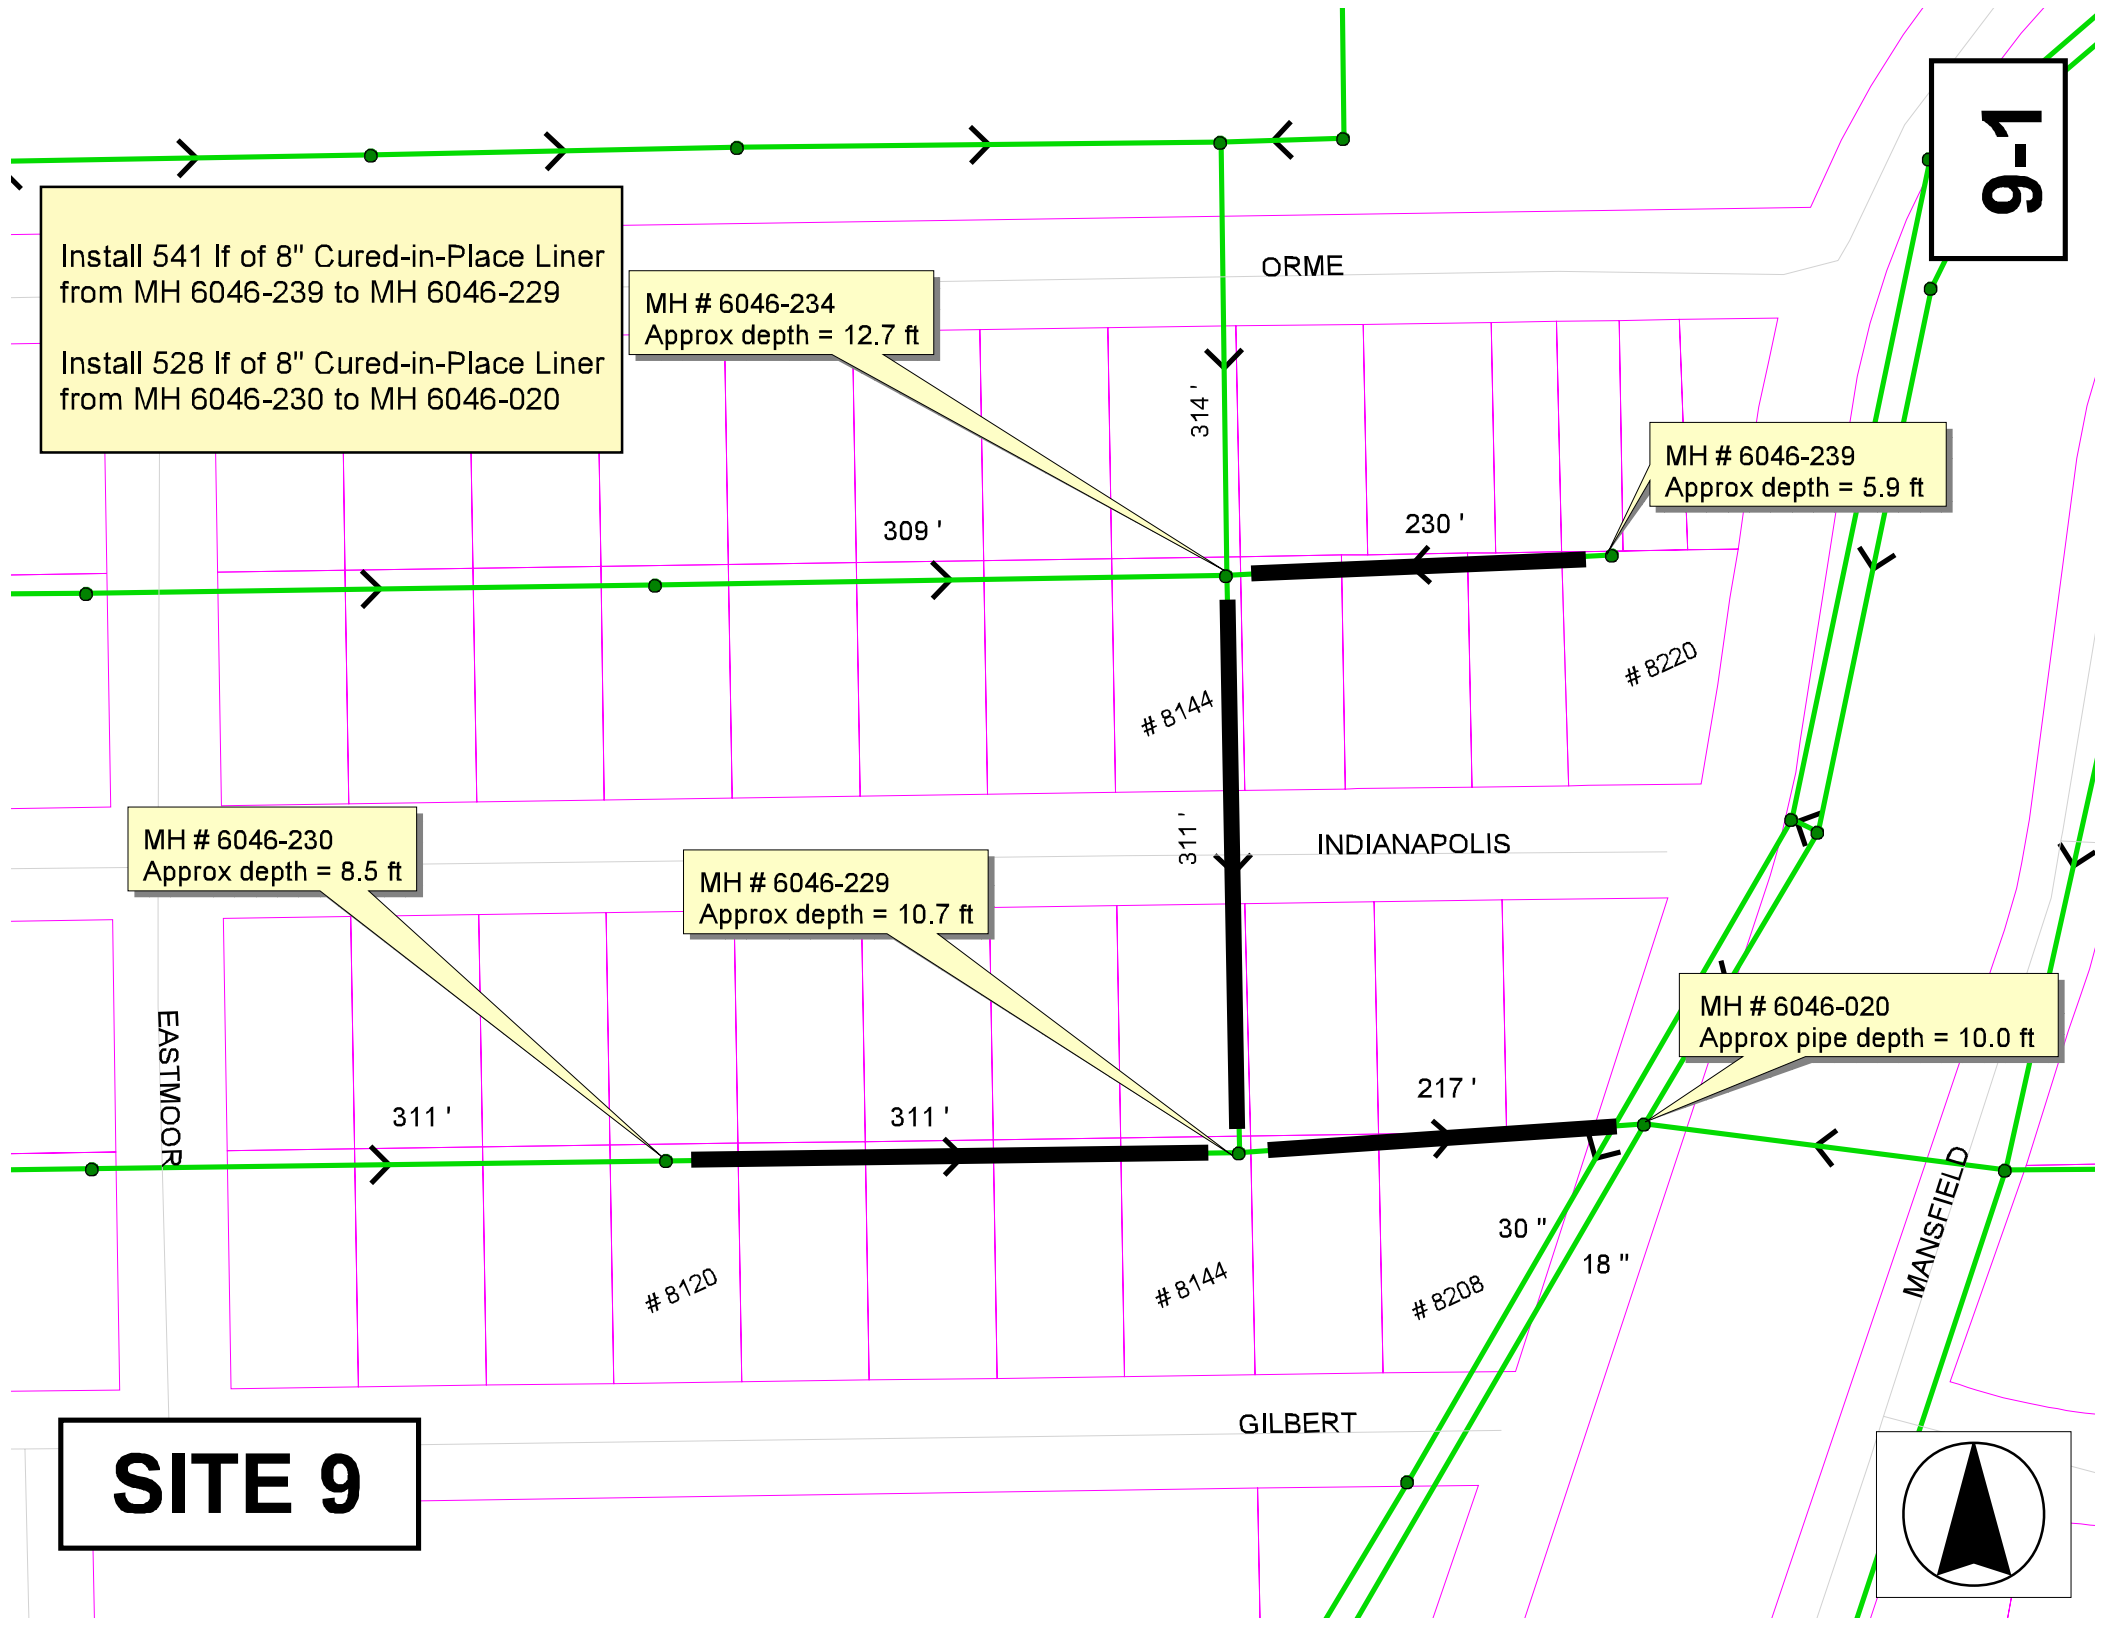 9-1
Install 541 lf of 8" Cured-in-Place Liner
from MH 6046-239 to MH 6046-229
Install 528 lf of 8" Cured-in-Place Liner
from MH 6046-230 to MH 6046-020
ORME
MH # 6046-234
Approx depth = 12.7 ft
314 '
MH # 6046-239
Approx depth = 5.9 ft
309 '
230 '
# 8220
# 8144
311 '
INDIANAPOLIS
MH # 6046-230
Approx depth = 8.5 ft
MH # 6046-229
Approx depth = 10.7 ft
MH # 6046-020
Approx pipe depth = 10.0 ft
EASTMOOR
311 '
311 '
217 '
MANSFIELD
30 "
18 "
# 8120
# 8144
# 8208
GILBERT
SITE 9